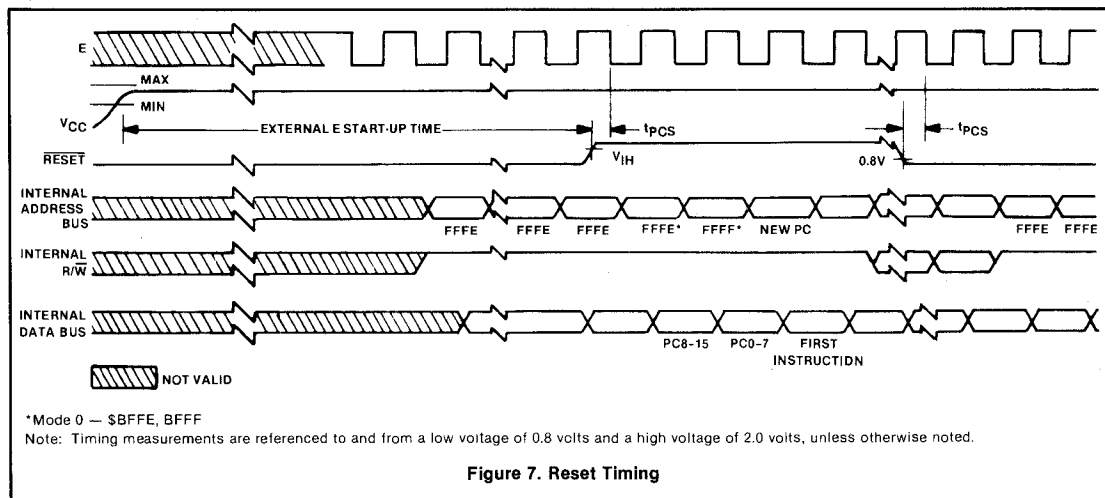 E
MAX
MIN
VCC
EXTERNAL E START-UP TIME
tPCS
tPCS
RESET
VIH
0.8V
INTERNAL
ADDRESS
BUS
FFFE FFFE FFFE FFFE* FFFF* NEW PC FFFE FFFE
INTERNAL
R/W
INTERNAL
DATA BUS
PC8-15 PC0-7 FIRST
INSTRUCTION
NOT VALID
*Mode 0 — $BFFE, BFFF
Note: Timing measurements are referenced to and from a low voltage of 0.8 volts and a high voltage of 2.0 volts, unless otherwise noted.
Figure 7. Reset Timing